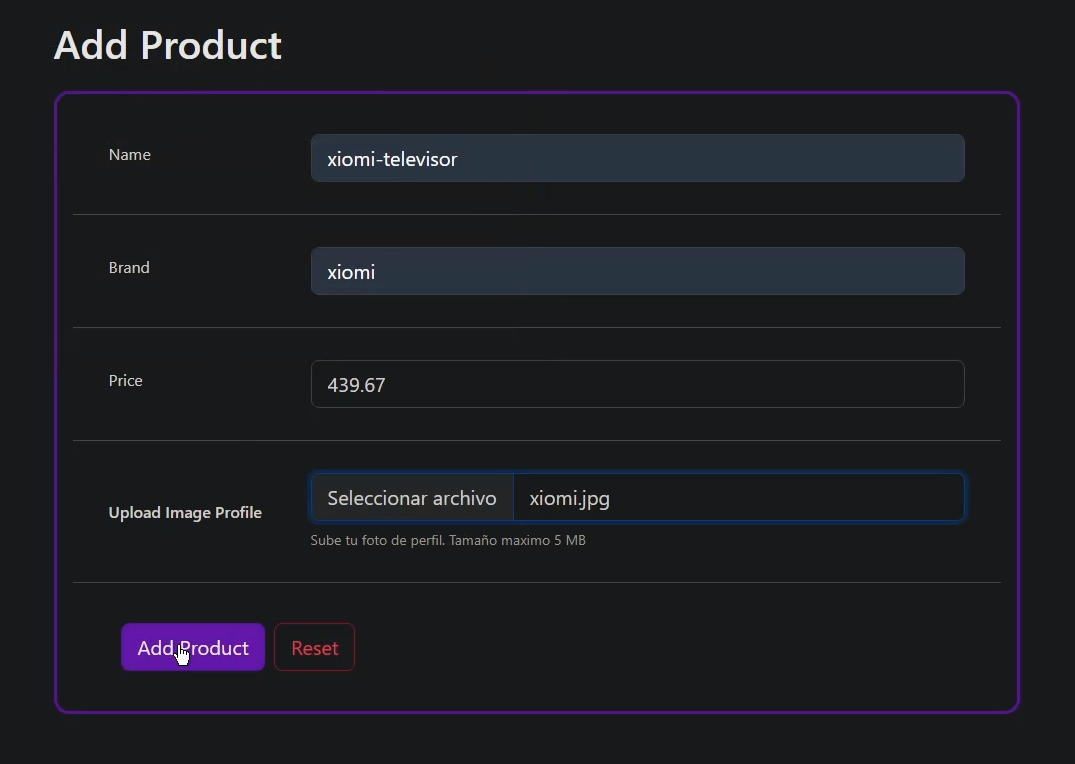 Add Product
Name
xiomi-televisor
Brand
xiomi
Price
439.67
Upload Image Profile
Seleccionar archivo xiomi.jpg
Sube tu foto de perfil. Tamaño maximo 5 MB
Add Product
Reset